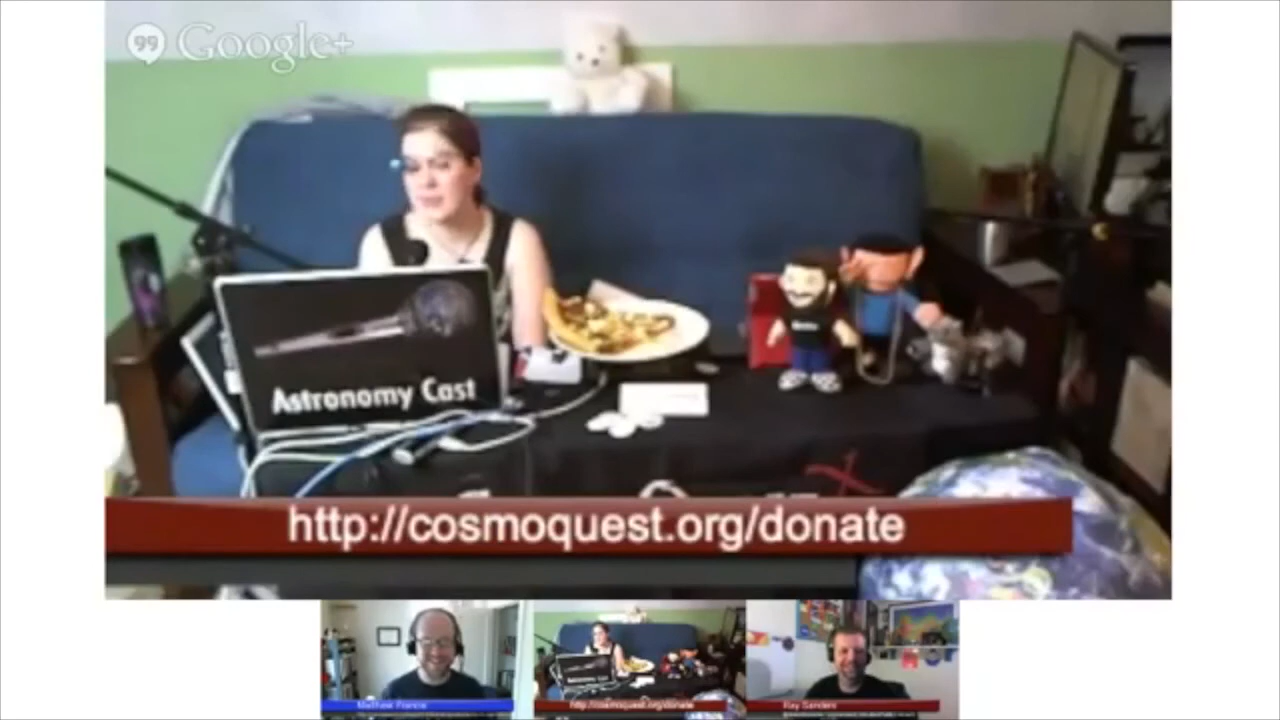 Google+
Astronomy Cast
http://cosmoquest.org/donate
Matthew Francis
http://cosmoquest.org/donate
Ray Sanders